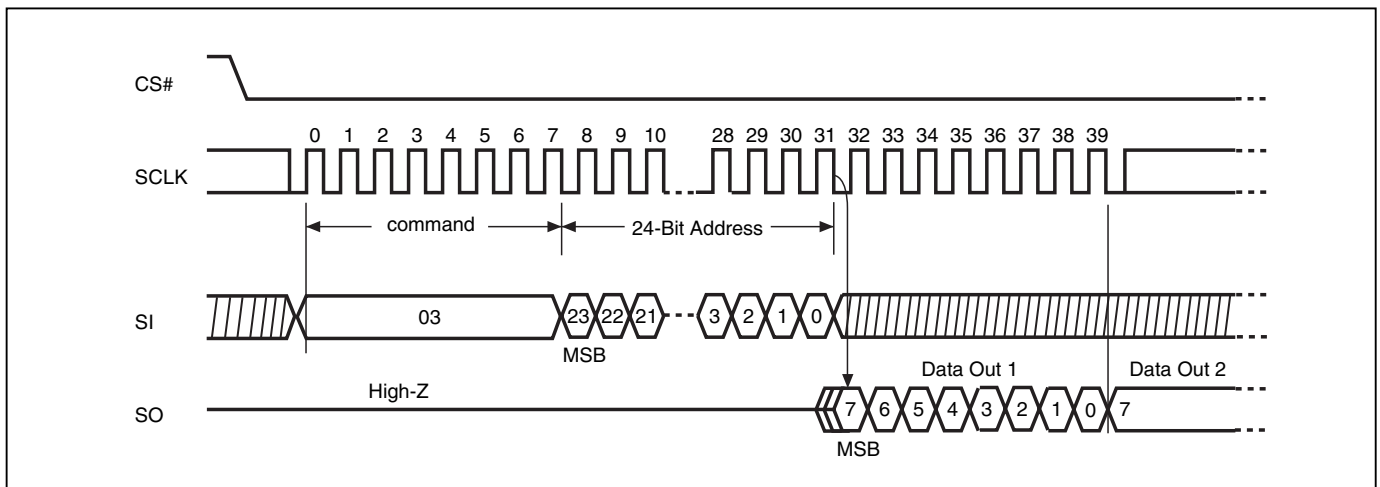 CS#
0 1 2 3 4 5 6 7 8 9 10 28 29 30 31 32 33 34 35 36 37 38 39
SCLK
command 24-Bit Address
SI 03 23 22 21 3 2 1 0
MSB
Data Out 1 Data Out 2
High-Z
SO 7 6 5 4 3 2 1 0 7
MSB